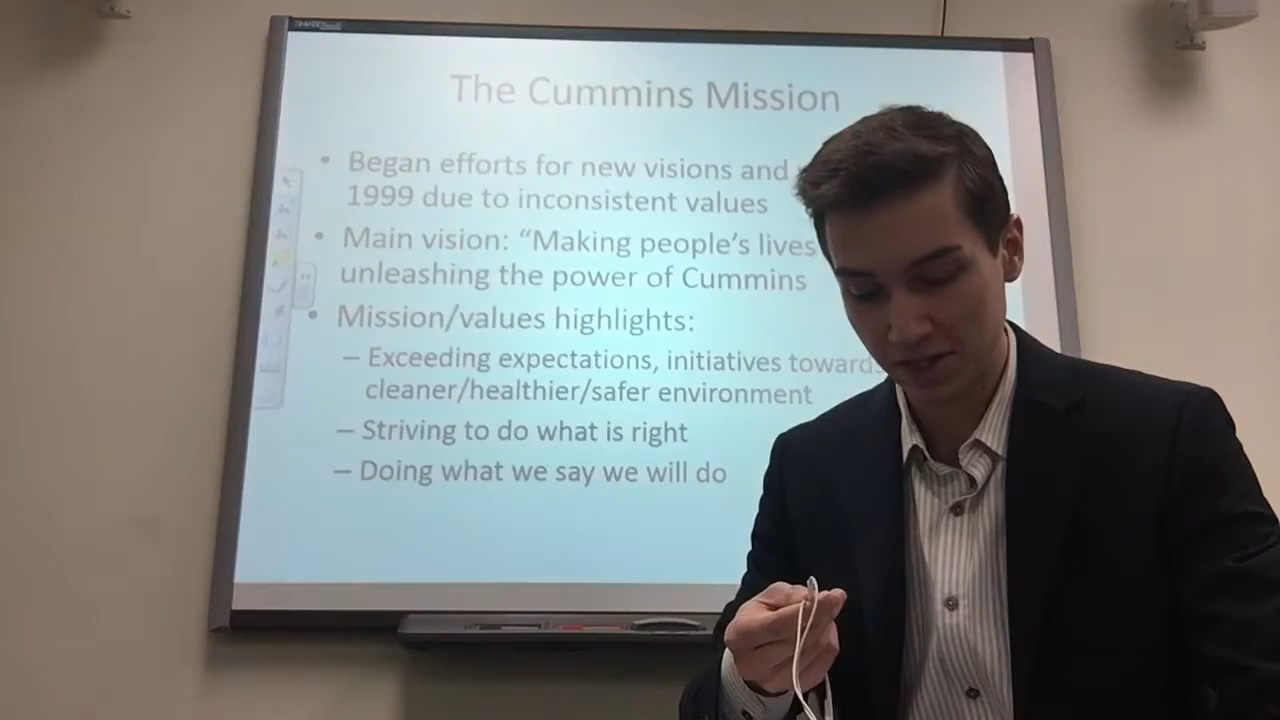 The Cummins Mission
• Began efforts for new visions and
1999 due to inconsistent values
• Main vision: “Making people’s lives
unleashing the power of Cummins
• Mission/values highlights:
– Exceeding expectations, initiatives towards
cleaner/healthier/safer environment
– Striving to do what is right
– Doing what we say we will do